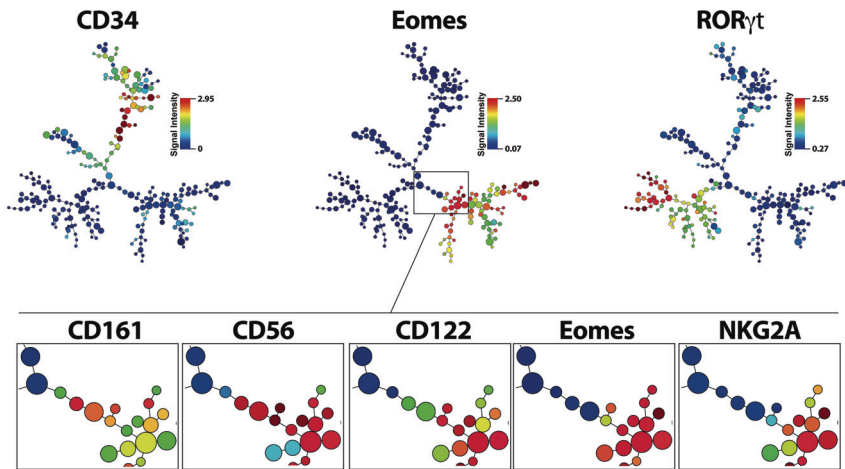 CD34 Eomes RORγt
Signal Intensity 2.95 0
Signal Intensity 2.50 0.07
Signal Intensity 2.55 0.27
CD161 CD56 CD122 Eomes NKG2A